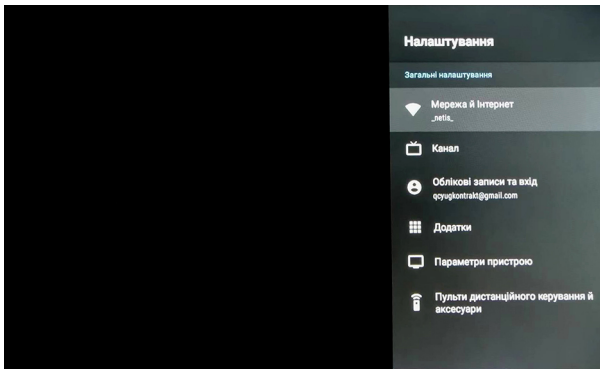 Налаштування
Загальні налаштування
Мережа й Інтернет
_netis_
Канал
Облікові записи та вхід
qcyugkontrakt@gmail.com
Додатки
Параметри пристрою
Пульти дистанційного керування й
аксесуари